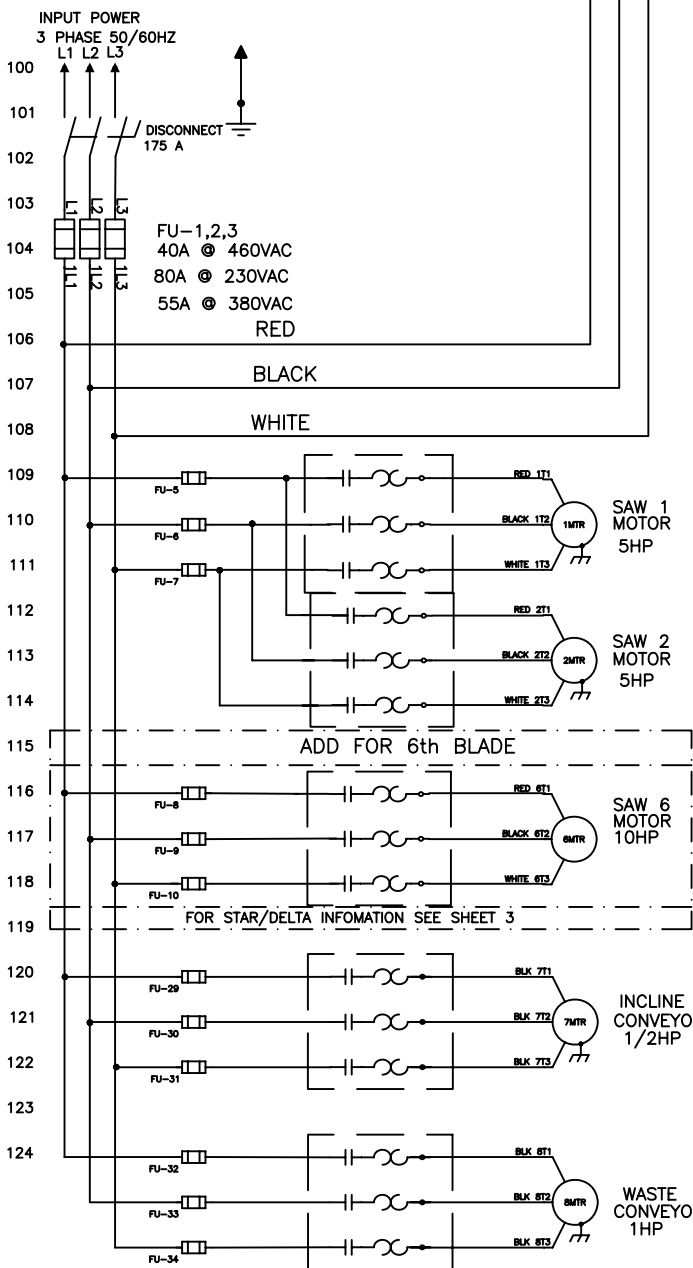 INPUT POWER
3 PHASE 50/60HZ
L1 L2 L3
100
101
DISCONNECT
175 A
102
103
L1 L2 L3
FU-1,2,3
104
40A @ 460VAC
1L1 1L2 1L3
80A @ 230VAC
105
55A @ 380VAC
106
RED
107
BLACK
108
WHITE
109
FU-5
RED 1T1
SAW 1
MOTOR
5HP
110
FU-6
BLACK 1T2
1MTR
111
FU-7
WHITE 1T3
112
RED 2T1
SAW 2
MOTOR
5HP
113
BLACK 2T2
2MTR
114
WHITE 2T3
115
ADD FOR 6th BLADE
116
FU-8
RED 6T1
SAW 6
MOTOR
10HP
117
FU-9
BLACK 6T2
6MTR
118
FU-10
WHITE 6T3
119
FOR STAR/DELTA INFOMATION SEE SHEET 3
120
FU-29
BLK 7T1
INCLINE
CONVEYO
1/2HP
121
FU-30
BLK 7T2
7MTR
122
FU-31
BLK 7T3
123
124
FU-32
BLK 8T1
WASTE
CONVEYO
1HP
FU-33
BLK 8T2
8MTR
FU-34
BLK 8T3